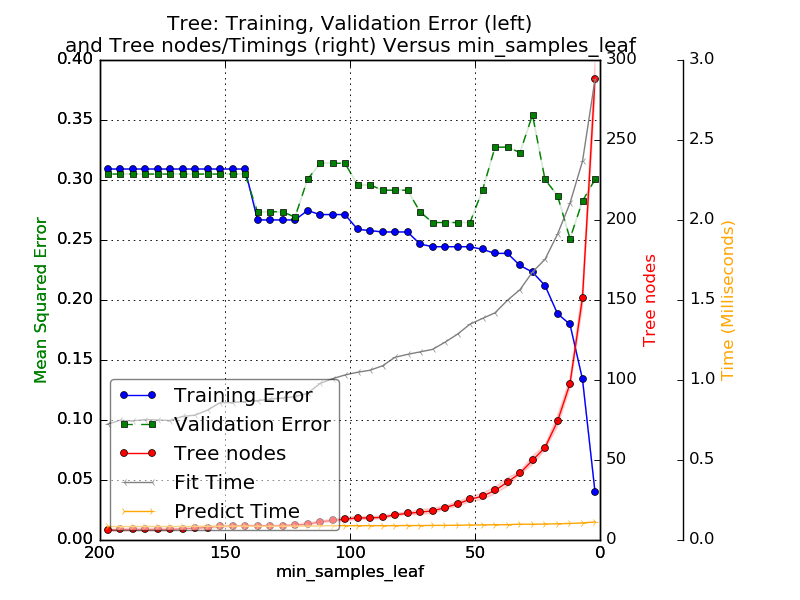 Tree: Training, Validation Error (left)
and Tree nodes/Timings (right) Versus min_samples_leaf
0.40
0.35
0.30
0.25
0.20
0.15
0.10
0.05
0.00
Mean Squared Error
200
150
100
50
0
min_samples_leaf
300
250
200
150
100
50
0
Tree nodes
3.0
2.5
2.0
1.5
1.0
0.5
0.0
Time (Milliseconds)
Training Error
Validation Error
Tree nodes
Fit Time
Predict Time